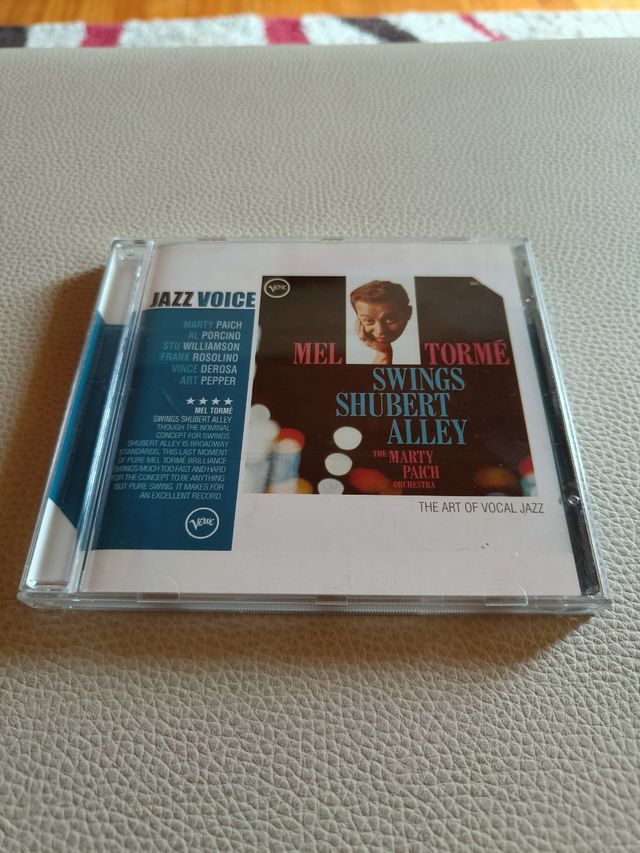 JAZZ VOICE
MARTY PAICH
AL PORCINO
STU WILLIAMSON
FRANK ROSOLINO
VINCE DEROSA
ART PEPPER
★★★★
MEL TORMÉ
SWINGS SHUBERT ALLEY
THOUGH THE NOMINAL
CONCEPT FOR SWINGS
SHUBERT ALLEY IS BROADWAY
STANDARDS, THIS LAST MOMENT
OF PURE MEL TORMÉ BRILLIANCE
SWINGS MUCH TOO FAST AND HARD
FOR THE CONCEPT TO BE ANYTHING
BUT PURE SWING. IT MAKES FOR
AN EXCELLENT RECORD.
Verve
Verve
MEL TORMÉ
SWINGS
SHUBERT
ALLEY
THE MARTY
PAICH
ORCHESTRA
THE ART OF VOCAL JAZZ